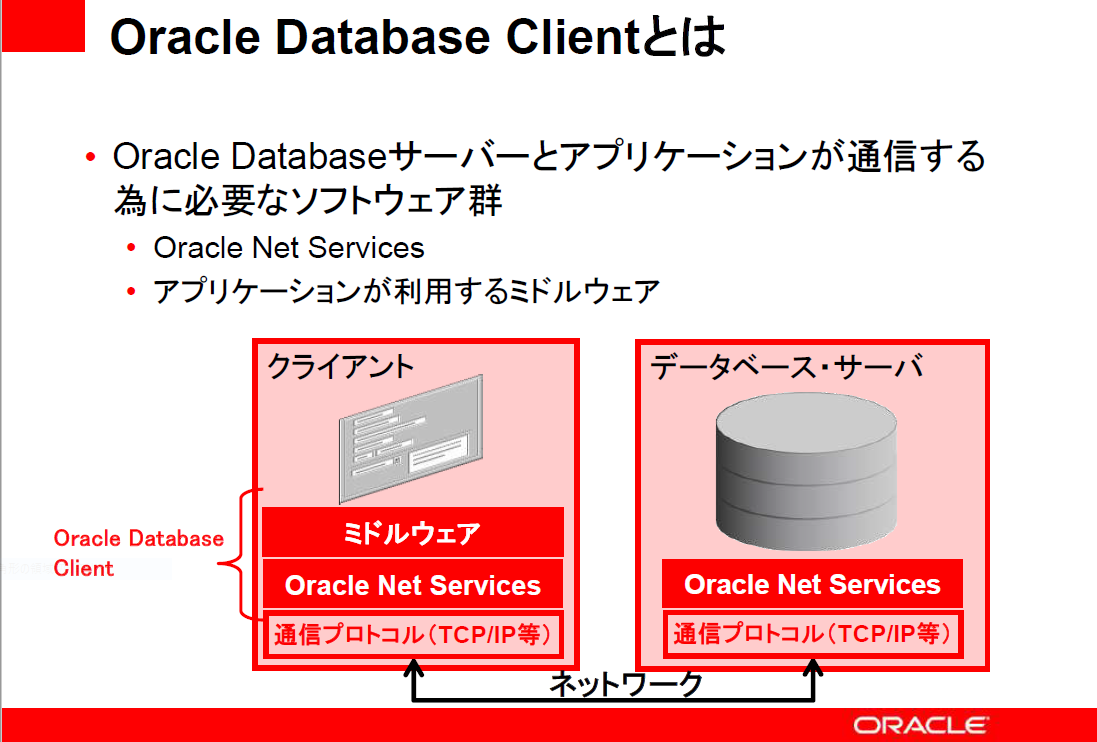 Oracle Database Clientとは
• Oracle Databaseサーバーとアプリケーションが通信する
為に必要なソフトウェア群
• Oracle Net Services
• アプリケーションが利用するミドルウェア
クライアント
データベース・サーバ
Oracle Database
Client
ミドルウェア
Oracle Net Services
通信プロトコル（TCP/IP等）
Oracle Net Services
通信プロトコル（TCP/IP等）
ネットワーク
ORACLE